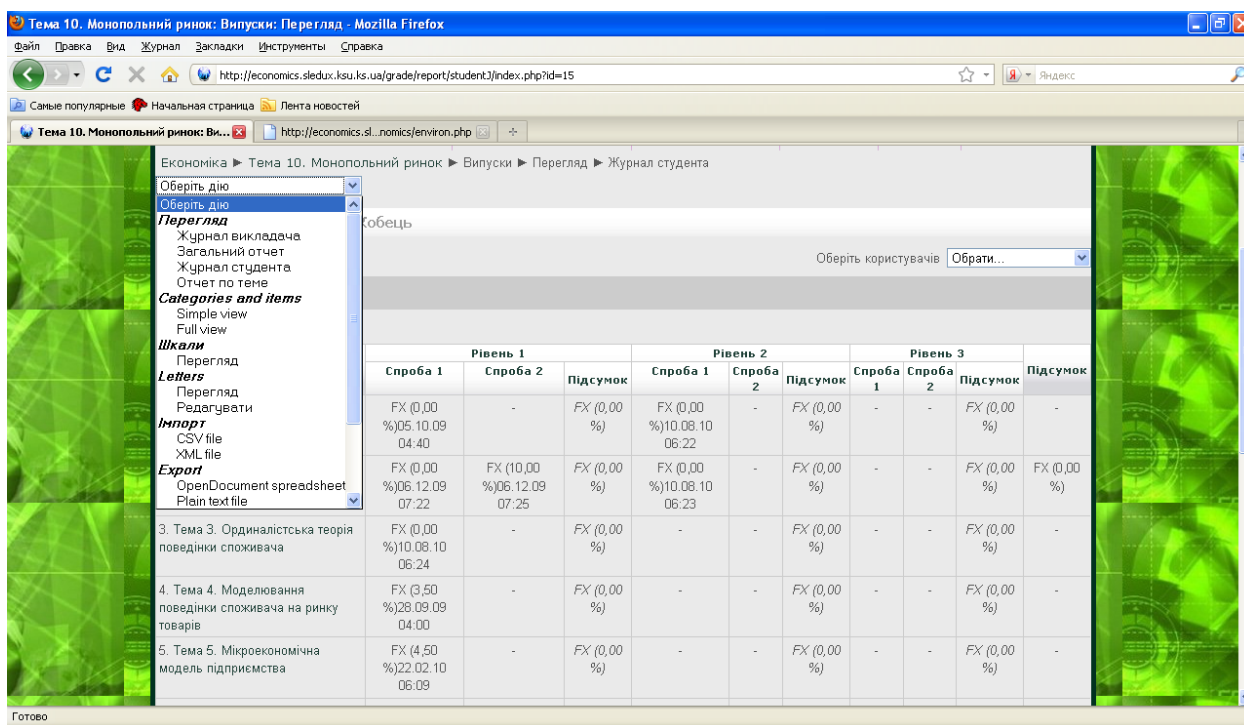 Тема 10. Монопольний ринок: Випуски: Перегляд - Mozilla Firefox
Файл Правка Вид Журнал Закладки Инструменты Справка
http://economics.sledux.ksu.ks.ua/grade/report/studentJ/index.php?id=15
Яндекс
Самые популярные Начальная страница Лента новостей
Тема 10. Монопольний ринок: Ви... http://economics.sl...nomics/environ.php
Економіка ► Тема 10. Монопольний ринок ► Випуски ► Перегляд ► Журнал студента
Оберіть дію
Оберіть дію
Перегляд
Журнал викладача
Загальний отчет
Журнал студента
Отчет по теме
Categories and items
Simple view
Full view
Шкали
Перегляд
Letters
Перегляд
Редагувати
Імпорт
CSV file
XML file
Export
OpenDocument spreadsheet
Plain text file
Кобець
Оберіть користувачів Обрати...
Рівень 1 Рівень 2 Рівень 3 Підсумок
Спроба 1 Спроба 2 Підсумок Спроба 1 Спроба 2 Підсумок Спроба 1 Спроба 2 Підсумок
FX (0,00 - FX (0,00 FX (0,00 - FX (0,00 - - FX (0,00 -
%)05.10.09 %) %)10.08.10 %) %)
04:40 06:22
FX (0,00 FX (10,00 FX (0,00 FX (0,00 - FX (0,00 - - FX (0,00 FX (0,00
%)06.12.09 %)06.12.09 %) %)10.08.10 %) %) %)
07:22 07:25 06:23
3. Тема 3. Ординалістська теорія FX (0,00 - FX (0,00 - - FX (0,00 - - FX (0,00 -
поведінки споживача %)10.08.10 %) %) %)
06:24
4. Тема 4. Моделювання FX (3,50 - FX (0,00 - - FX (0,00 - - FX (0,00 -
поведінки споживача на ринку %)28.09.09 %) %) %)
товарів 04:00
5. Тема 5. Мікроекономічна FX (4,50 - FX (0,00 - - FX (0,00 - - FX (0,00 -
модель підприємства %)22.02.10 %) %) %)
06:09
Готово